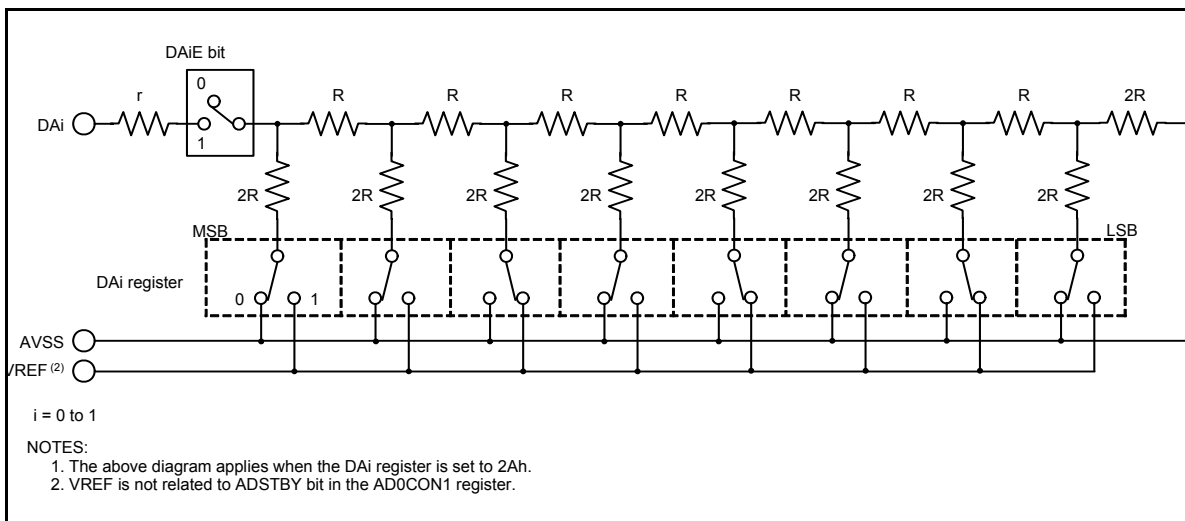 DAiE bit
0
1
r
R
R
R
R
R
R
R
2R
DAi
2R
2R
2R
2R
2R
2R
2R
2R
MSB
LSB
DAi register
0
1
AVSS
VREF (2)
i = 0 to 1
NOTES:
1. The above diagram applies when the DAi register is set to 2Ah.
2. VREF is not related to ADSTBY bit in the AD0CON1 register.